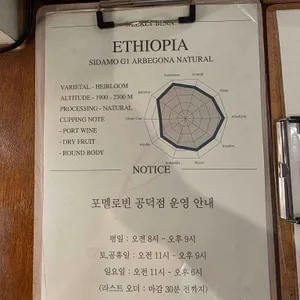 ETHIOPIA
SIDAMO G1 ARBEGONA NATURAL
VARIETAL - HEIRLOOM
ALTITUDE - 1900 - 2300 M
PROCESSING - NATURAL
CUPPING NOTE
- PORT WINE
- DRY FRUIT
- ROUND BODY
NOTICE
포멜로빈 공덕점 운영 안내
평일 : 오전 8시 - 오후 9시
토,공휴일 : 오전 11시 - 오후 9시
일요일 : 오전 11시 - 오후 6시
(라스트 오더 : 마감 30분 전까지)